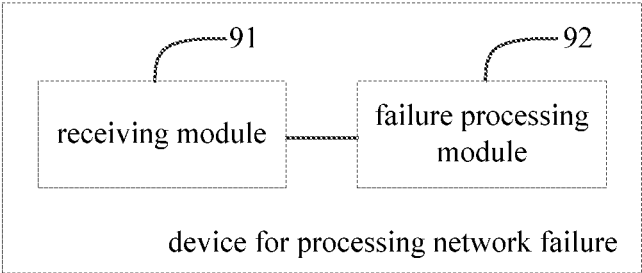 91
92
receiving module
failure processing
module
device for processing network failure